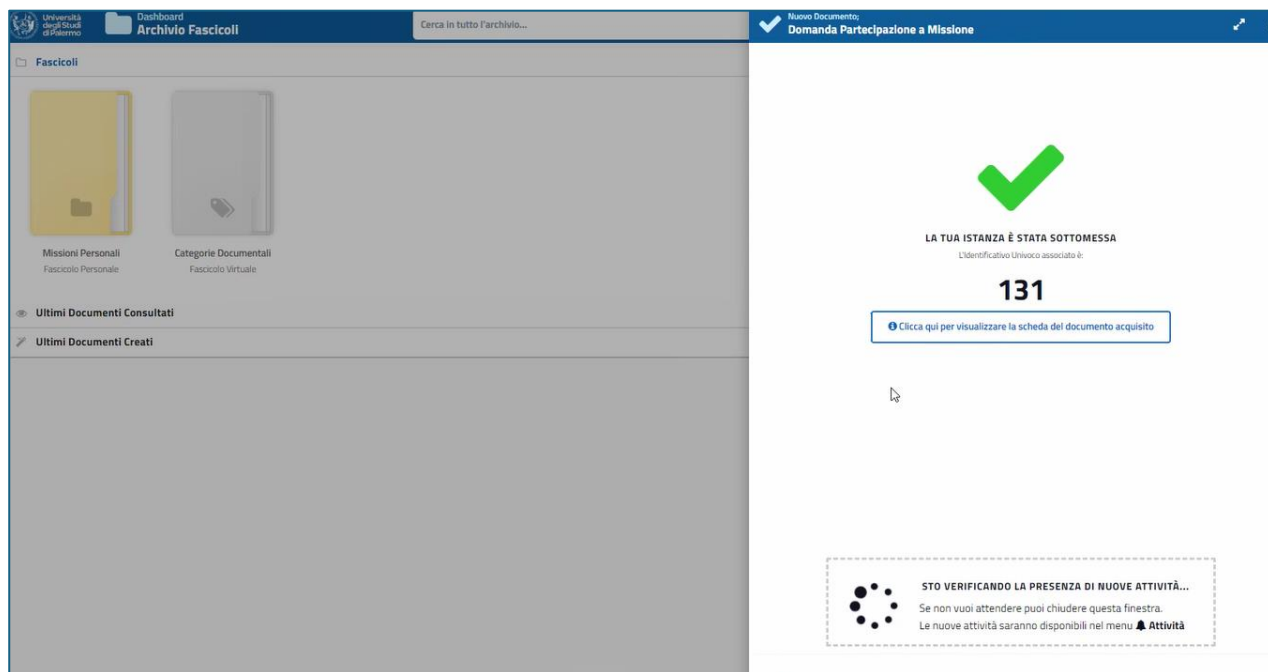 Università
degli Studi
di Palermo
Dashboard
Archivio Fascicoli
Cerca in tutto l'archivio...
Fascicoli
Missioni Personali
Fascicolo Personale
Categorie Documentali
Fascicolo Virtuale
Ultimi Documenti Consultati
Ultimi Documenti Creati
Nuovo Documento;
Domanda Partecipazione a Missione
LA TUA ISTANZA È STATA SOTTOMESSA
L'Identificativo Univoco associato è:
131
Clicca qui per visualizzare la scheda del documento acquisito
STO VERIFICANDO LA PRESENZA DI NUOVE ATTIVITÀ...
Se non vuoi attendere puoi chiudere questa finestra.
Le nuove attività saranno disponibili nel menu Attività